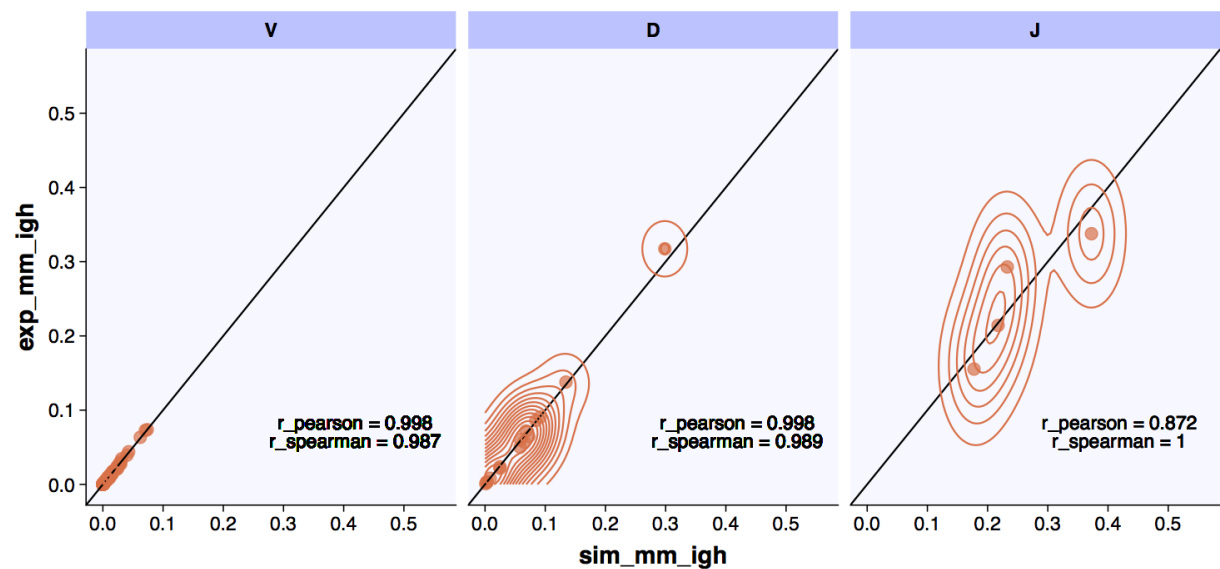 V
D
J
exp_mm_igh
0.5
0.4
0.3
0.2
0.1
0.0
r_pearson = 0.998
r_spearman = 0.987
r_pearson = 0.998
r_spearman = 0.989
r_pearson = 0.872
r_spearman = 1
0.0 0.1 0.2 0.3 0.4 0.5
0.0 0.1 0.2 0.3 0.4 0.5
0.0 0.1 0.2 0.3 0.4 0.5
sim_mm_igh